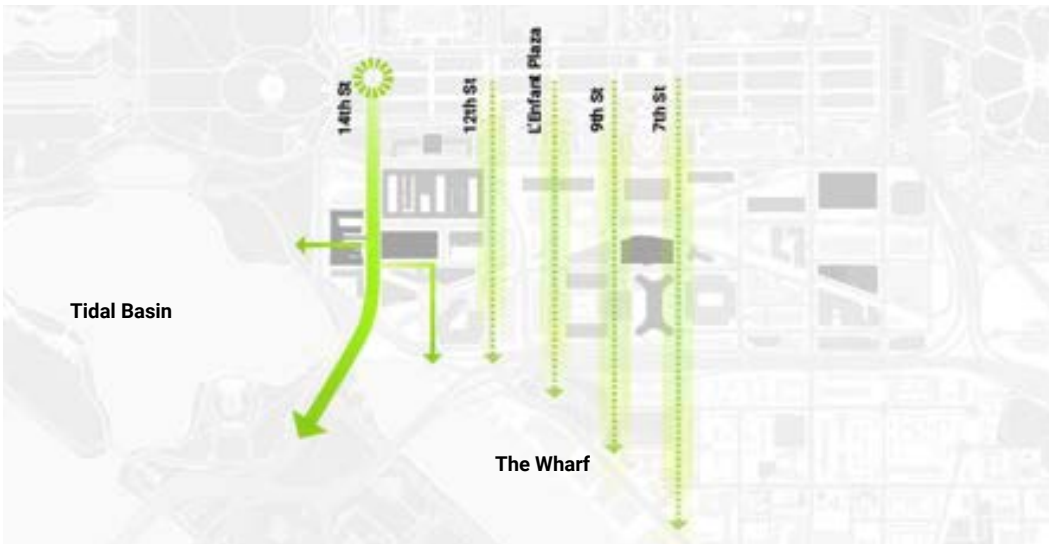 14th St
12th St
L'Enfant Plaza
9th St
7th St
Tidal Basin
The Wharf